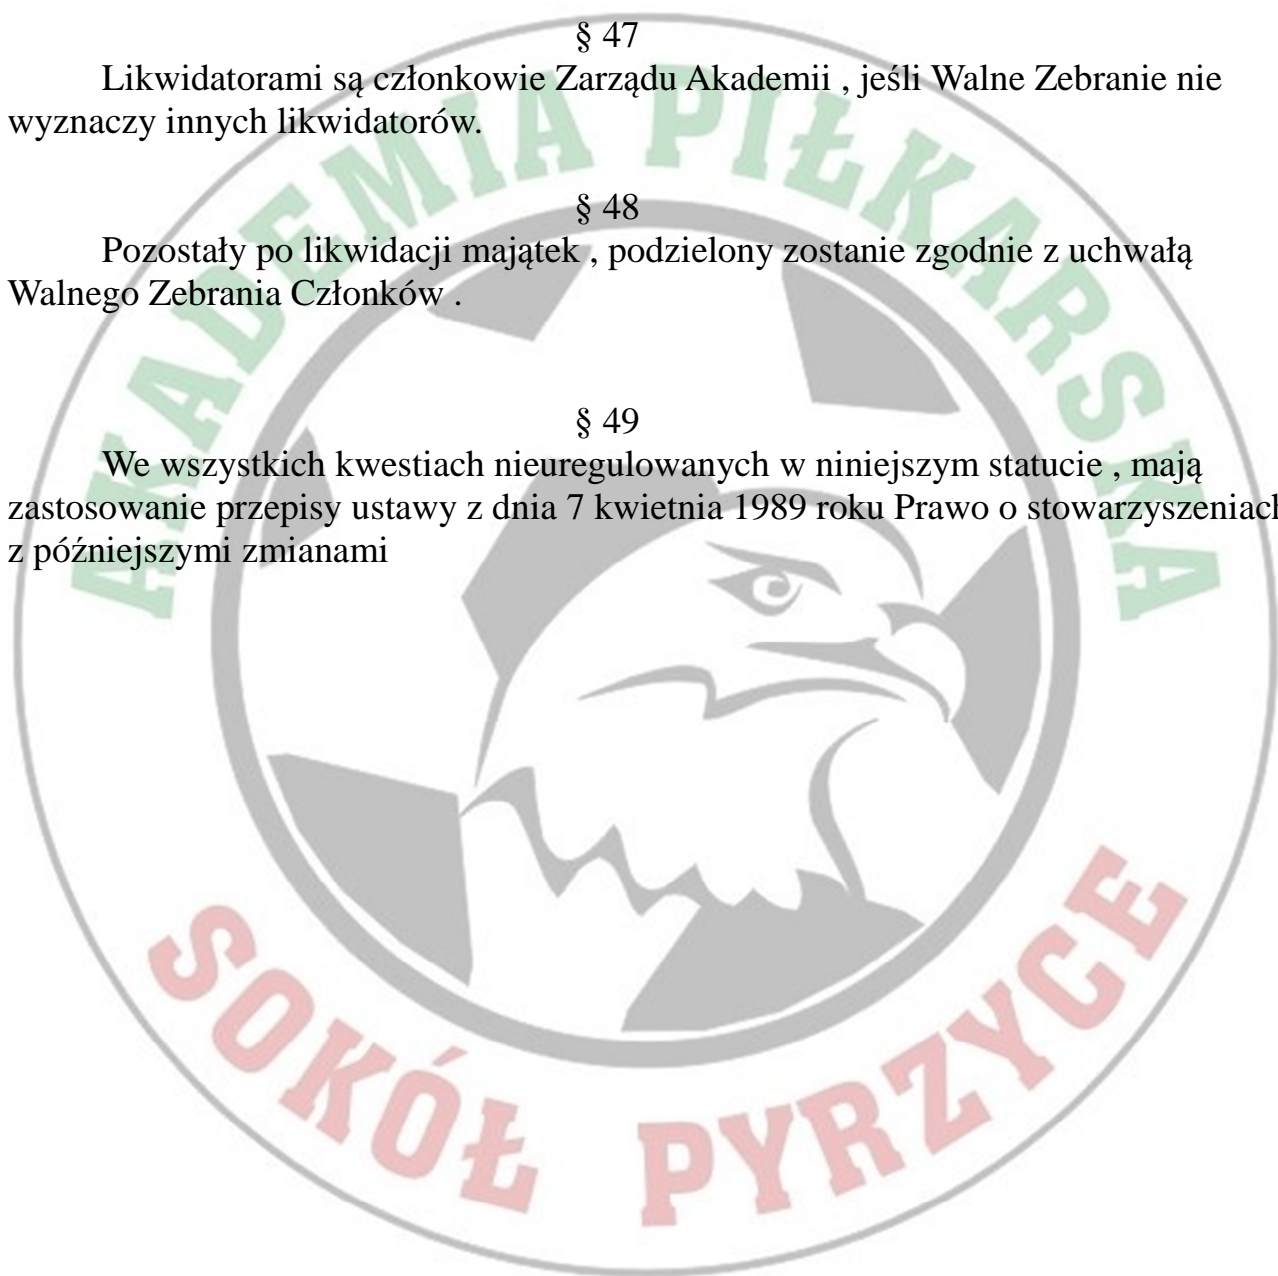 § 47
Likwidatorami są członkowie Zarządu Akademii , jeśli Walne Zebranie nie
wyznaczy innych likwidatorów.
§ 48
Pozostały po likwidacji majątek , podzielony zostanie zgodnie z uchwałą
Walnego Zebrania Członków .
§ 49
We wszystkich kwestiach nieuregulowanych w niniejszym statucie , mają
zastosowanie przepisy ustawy z dnia 7 kwietnia 1989 roku Prawo o stowarzyszeniach
z późniejszymi zmianami
AKADEMIA PIŁKARSKA
SOKÓŁ PYRZYCE